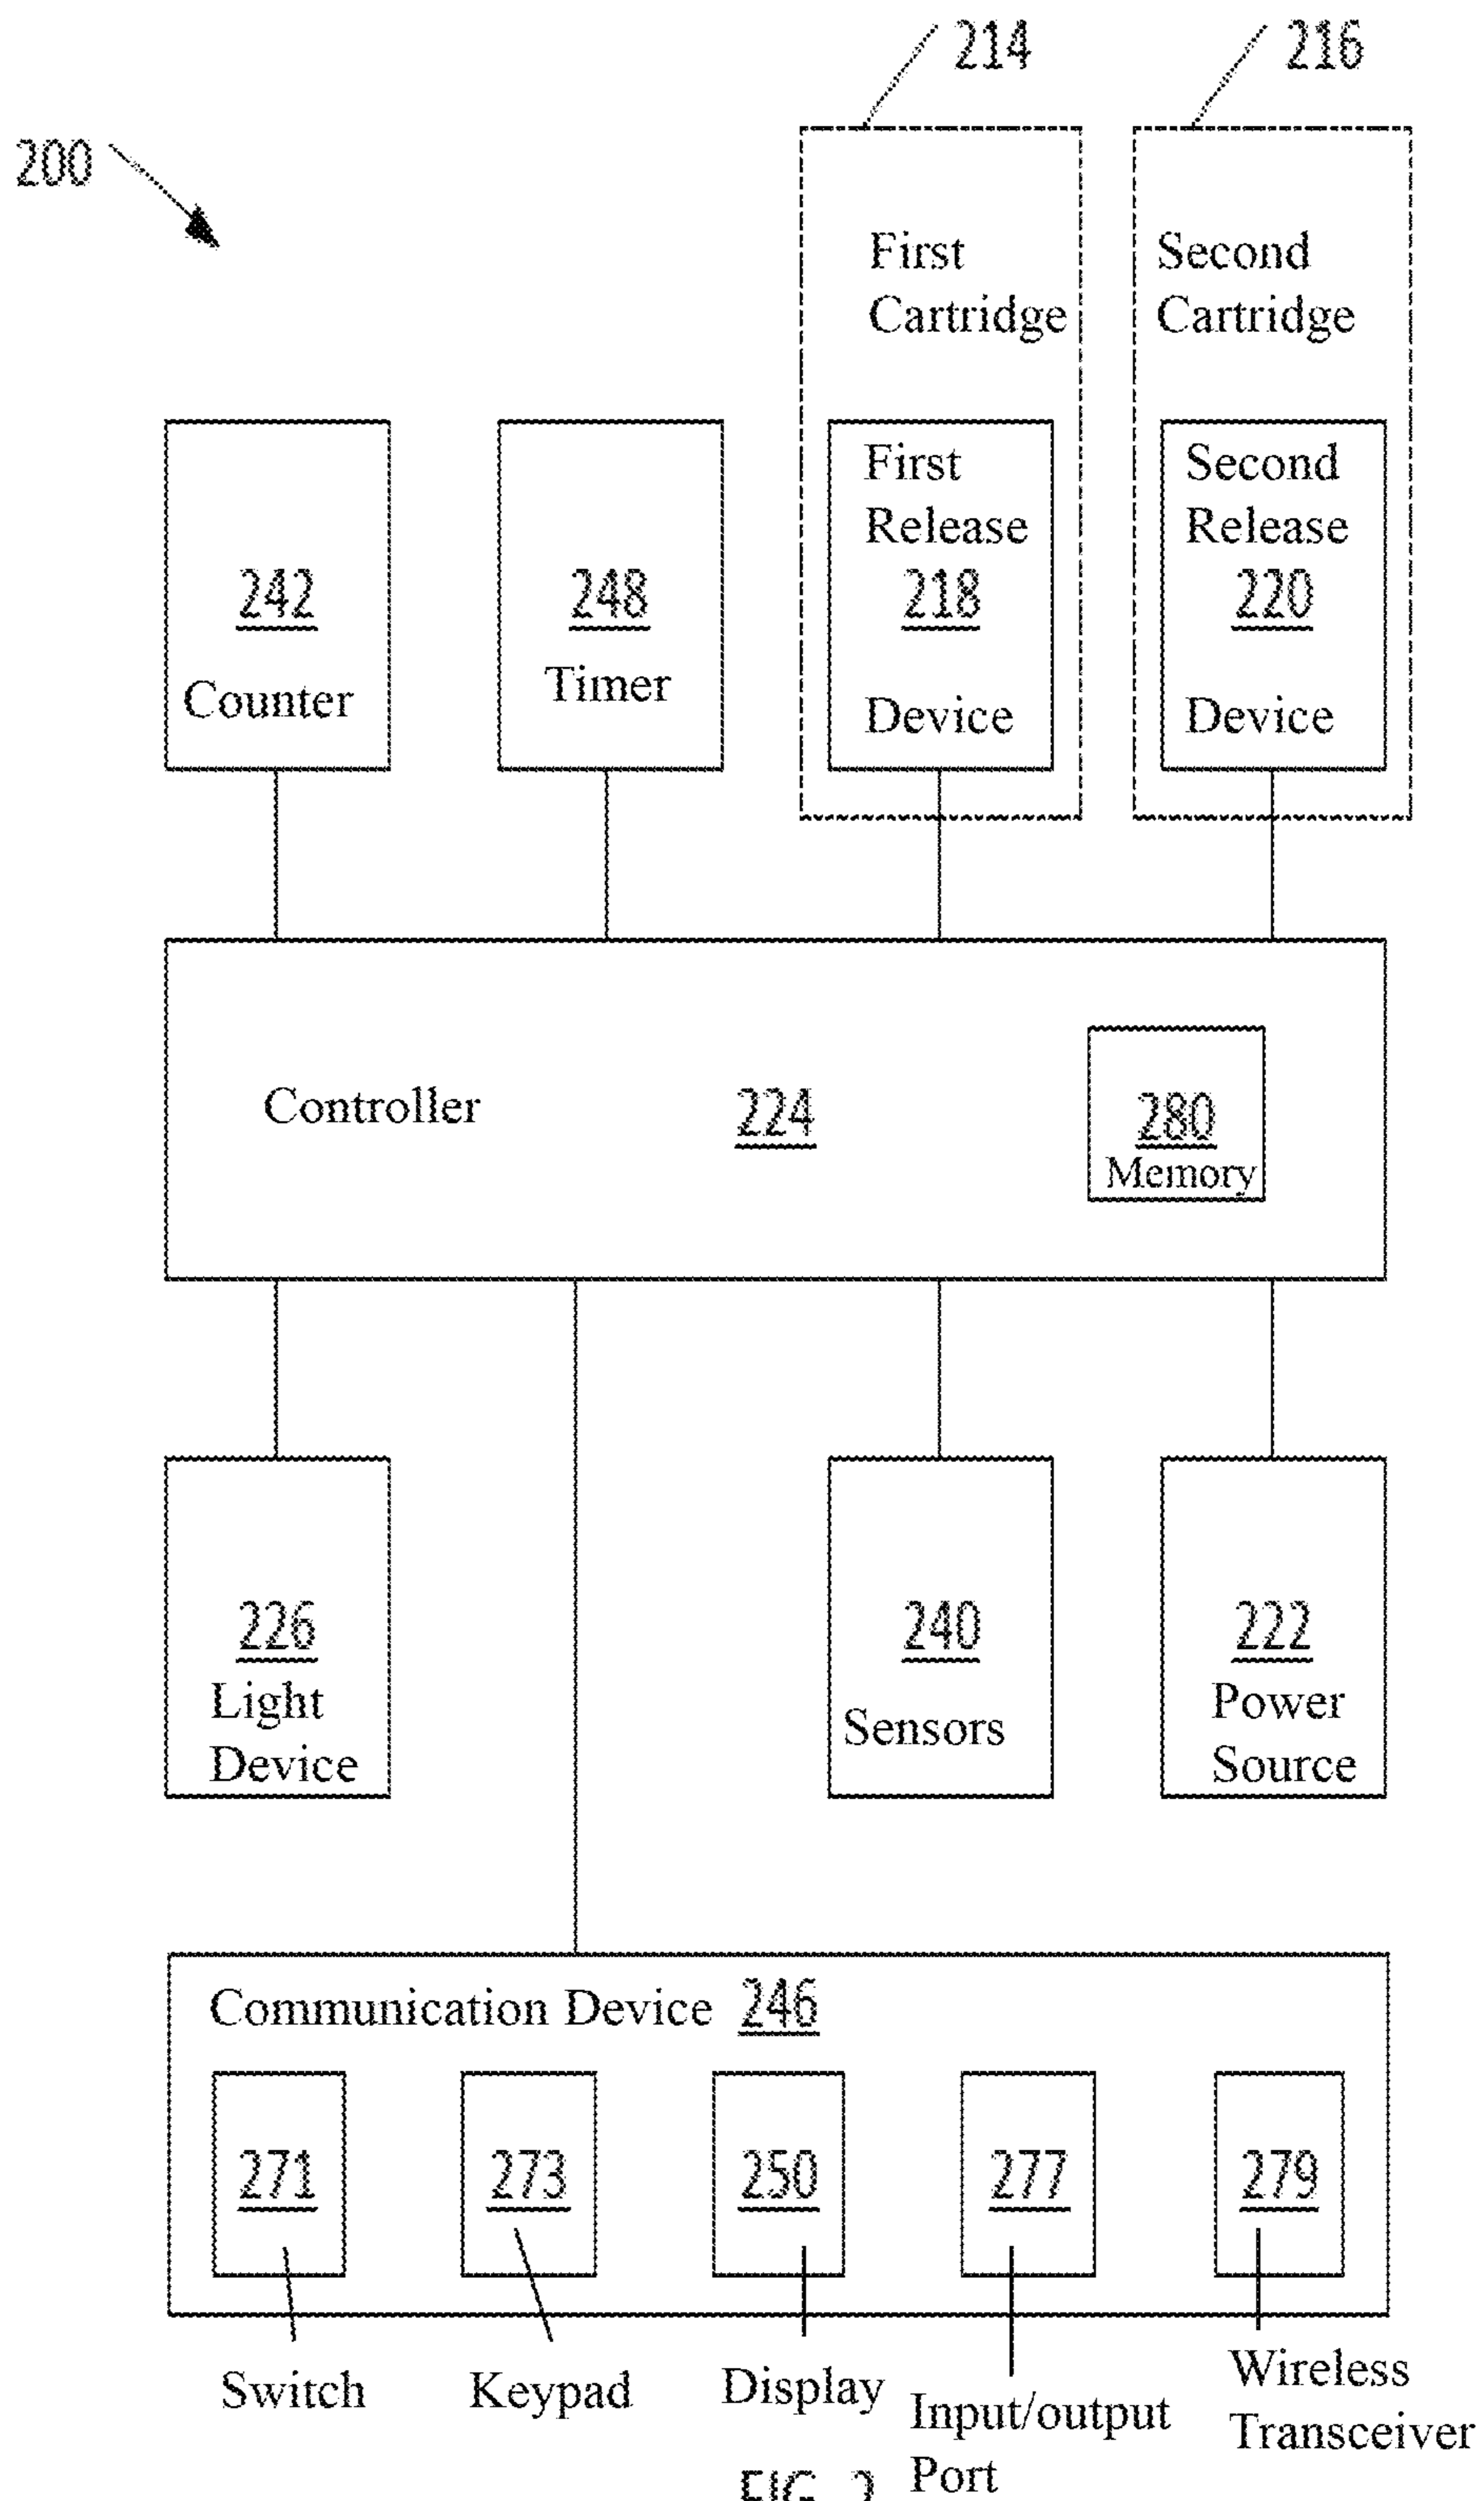 214
216
200
First
Cartridge
Second
Cartridge
First
Release
218
Device
Second
Release
220
Device
242
Counter
248
Timer
Controller
224
280
Memory
226
Light
Device
240
Sensors
222
Power
Source
Communication Device 246
271
273
250
277
279
Switch
Keypad
Display
Input/output
Port
Wireless
Transceiver
FIG. 2